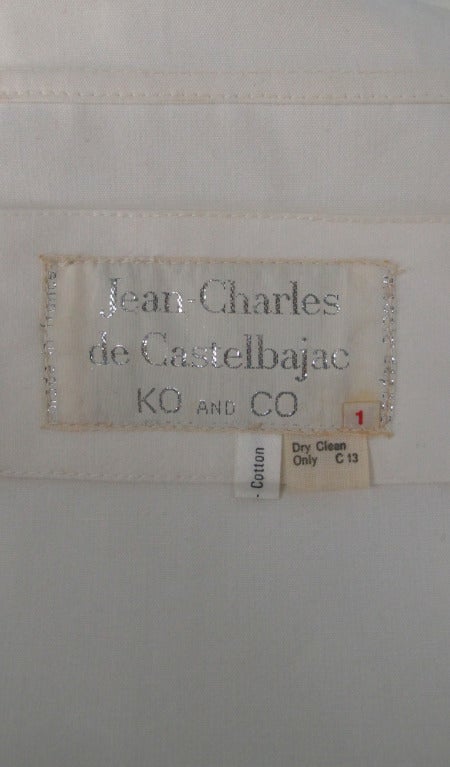 Jean-Charles
de Castelbajac
KO AND CO
1
- Cotton
Dry Clean
Only C 13